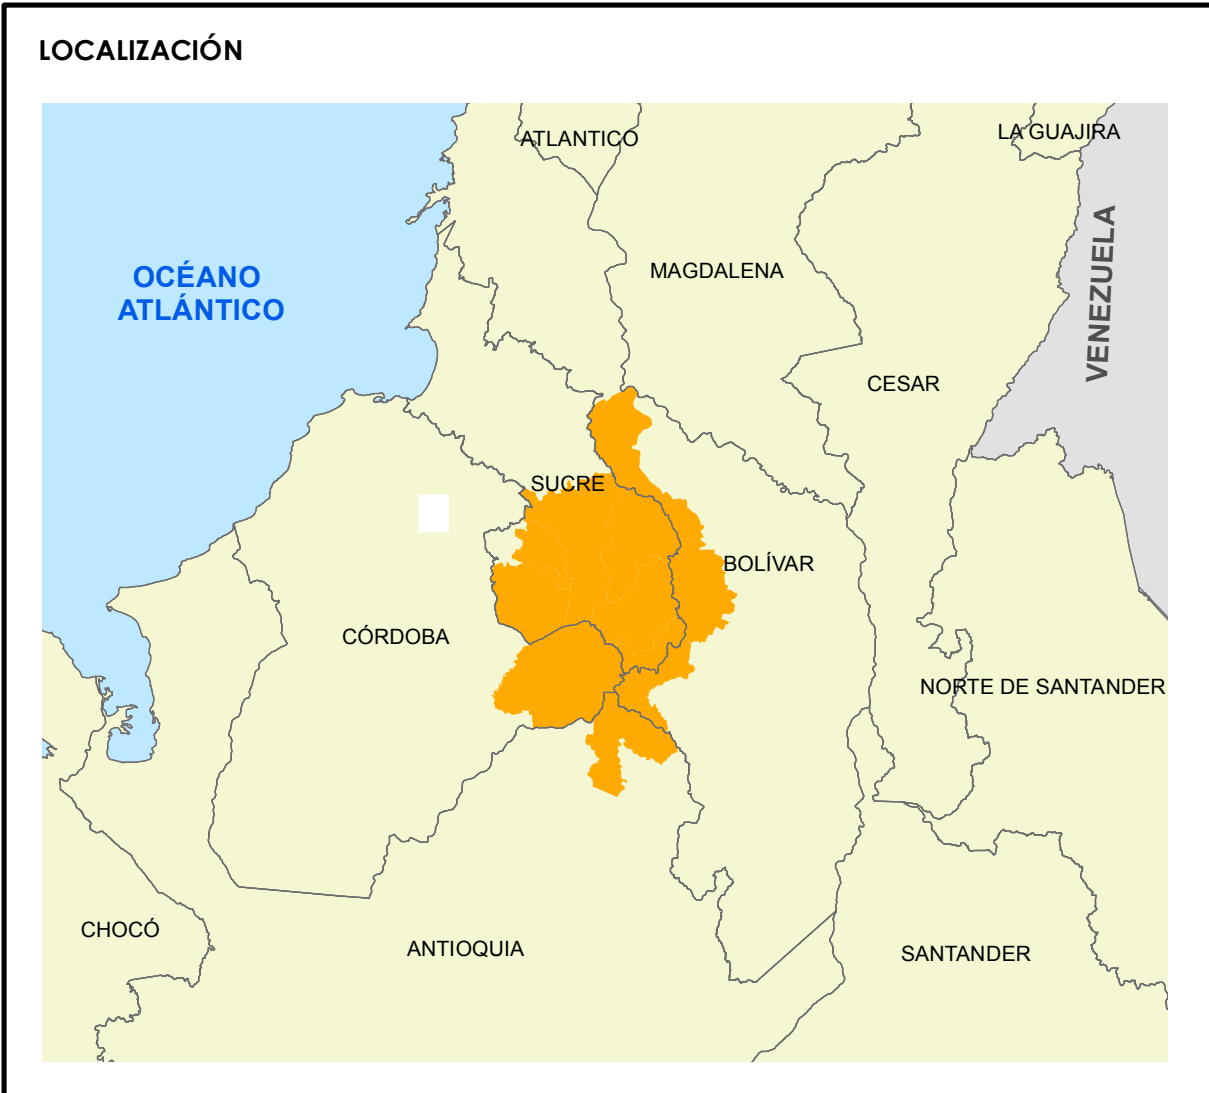 LOCALIZACIÓN
ATLANTICO
LA GUAJIRA
OCÉANO
ATLÁNTICO
MAGDALENA
VENEZUELA
CESAR
SUCRE
BOLÍVAR
CÓRDOBA
NORTE DE SANTANDER
CHOCÓ
ANTIOQUIA
SANTANDER